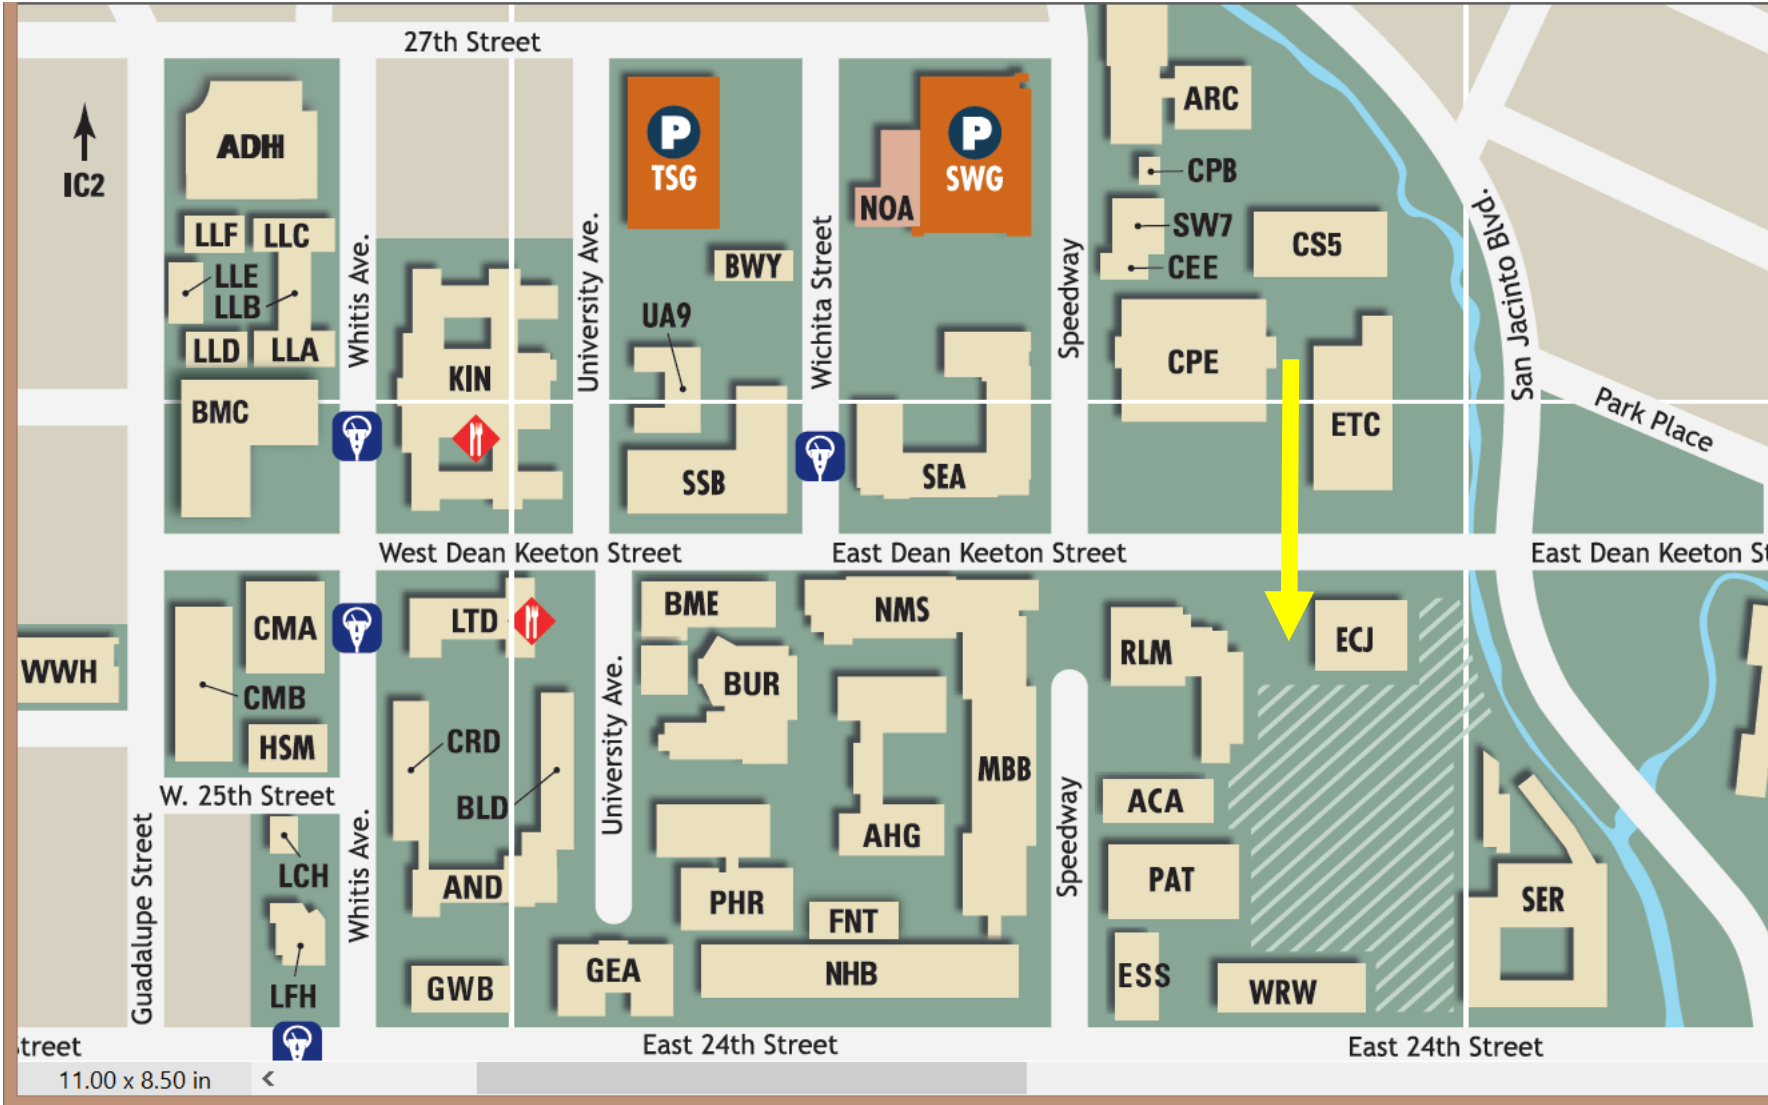 27th Street
IC2
ADH
P
TSG
P
SWG
NOA
ARC
CPB
SW7
CEE
CS5
LLF
LLC
LLE
LLB
LLD
LLA
BMC
Whitis Ave.
KIN
University Ave.
BWY
UA9
SSB
Wichita Street
SEA
Speedway
CPE
ETC
San Jacinto Blvd.
Park Place
West Dean Keeton Street
East Dean Keeton Street
East Dean Keeton St
WWH
CMA
CMB
HSM
LTD
BME
NMS
RLM
ECJ
BUR
CRD
BLD
University Ave.
MBB
W. 25th Street
Guadalupe Street
LCH
LFH
Whitis Ave.
AND
GWB
GEA
PHR
AHG
FNT
NHB
Speedway
ACA
PAT
ESS
WRW
SER
treet
East 24th Street
East 24th Street
11.00 x 8.50 in